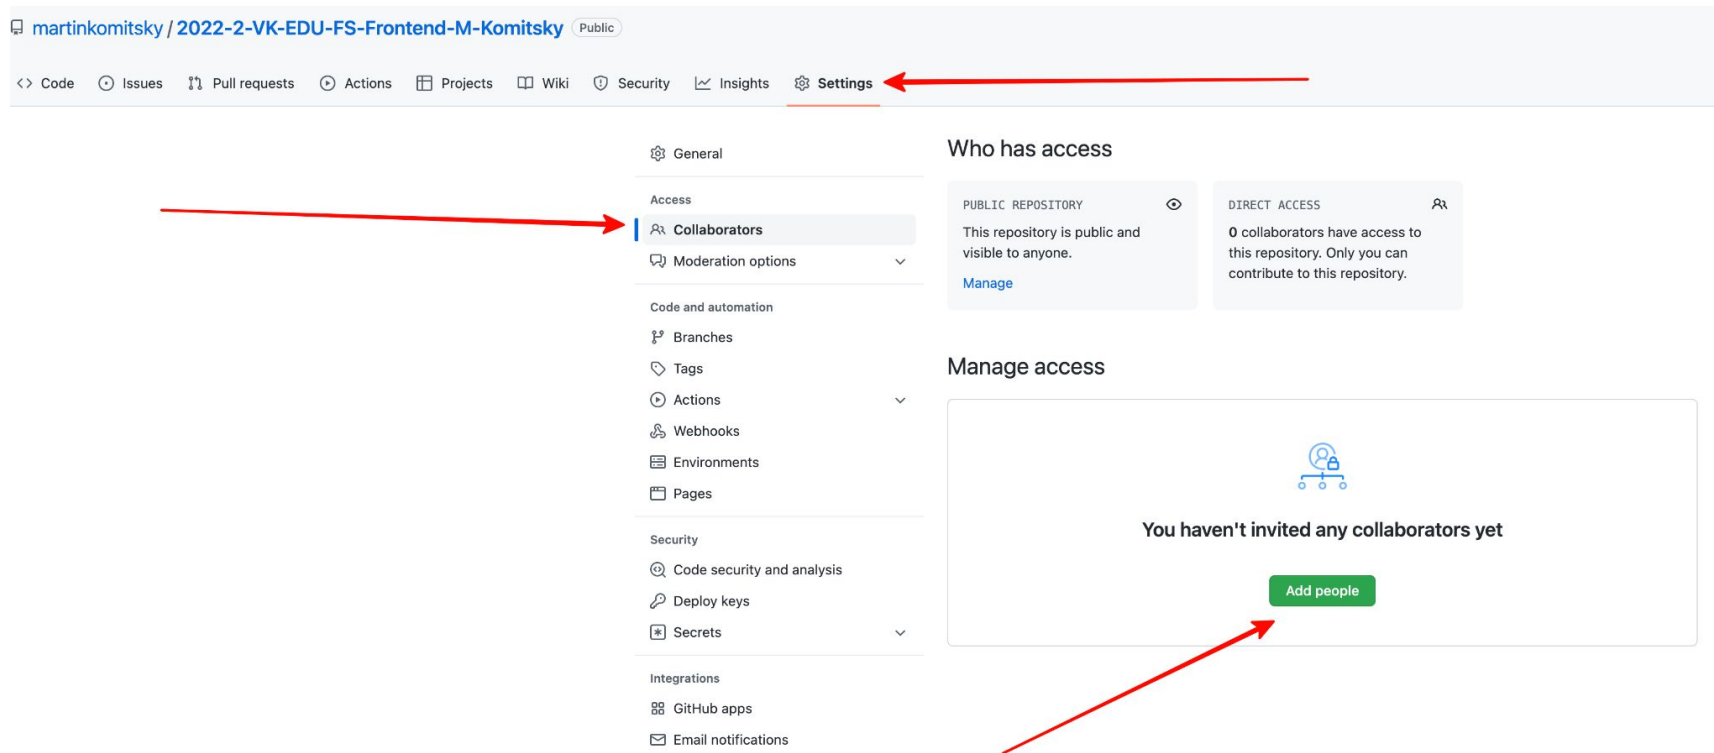 martinkomitsky / 2022-2-VK-EDU-FS-Frontend-M-Komitsky Public
Code Issues Pull requests Actions Projects Wiki Security Insights Settings
General
Access
Collaborators
Moderation options
Code and automation
Branches
Tags
Actions
Webhooks
Environments
Pages
Security
Code security and analysis
Deploy keys
Secrets
Integrations
GitHub apps
Email notifications
Who has access
PUBLIC REPOSITORY
This repository is public and
visible to anyone.
Manage
DIRECT ACCESS
0 collaborators have access to
this repository. Only you can
contribute to this repository.
Manage access
You haven't invited any collaborators yet
Add people